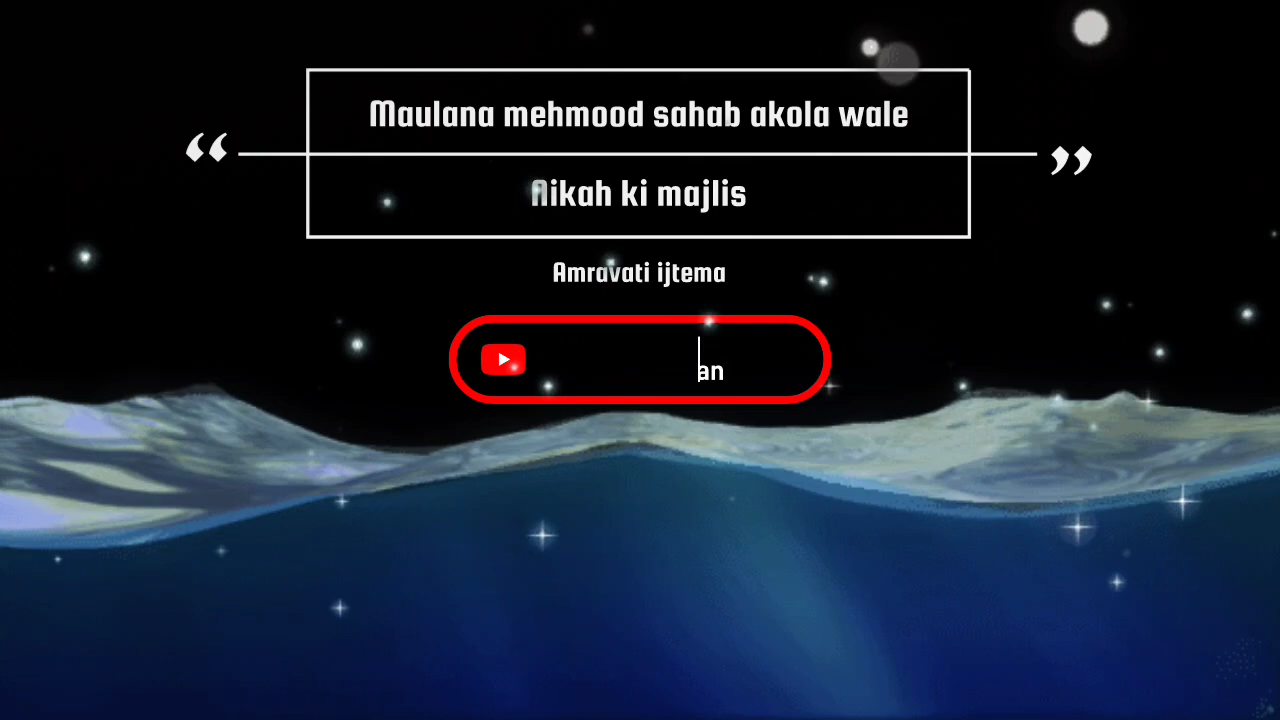 Maulana mehmood sahab akola wale
“ ”
Nikah ki majlis
Amravati ijtema
an